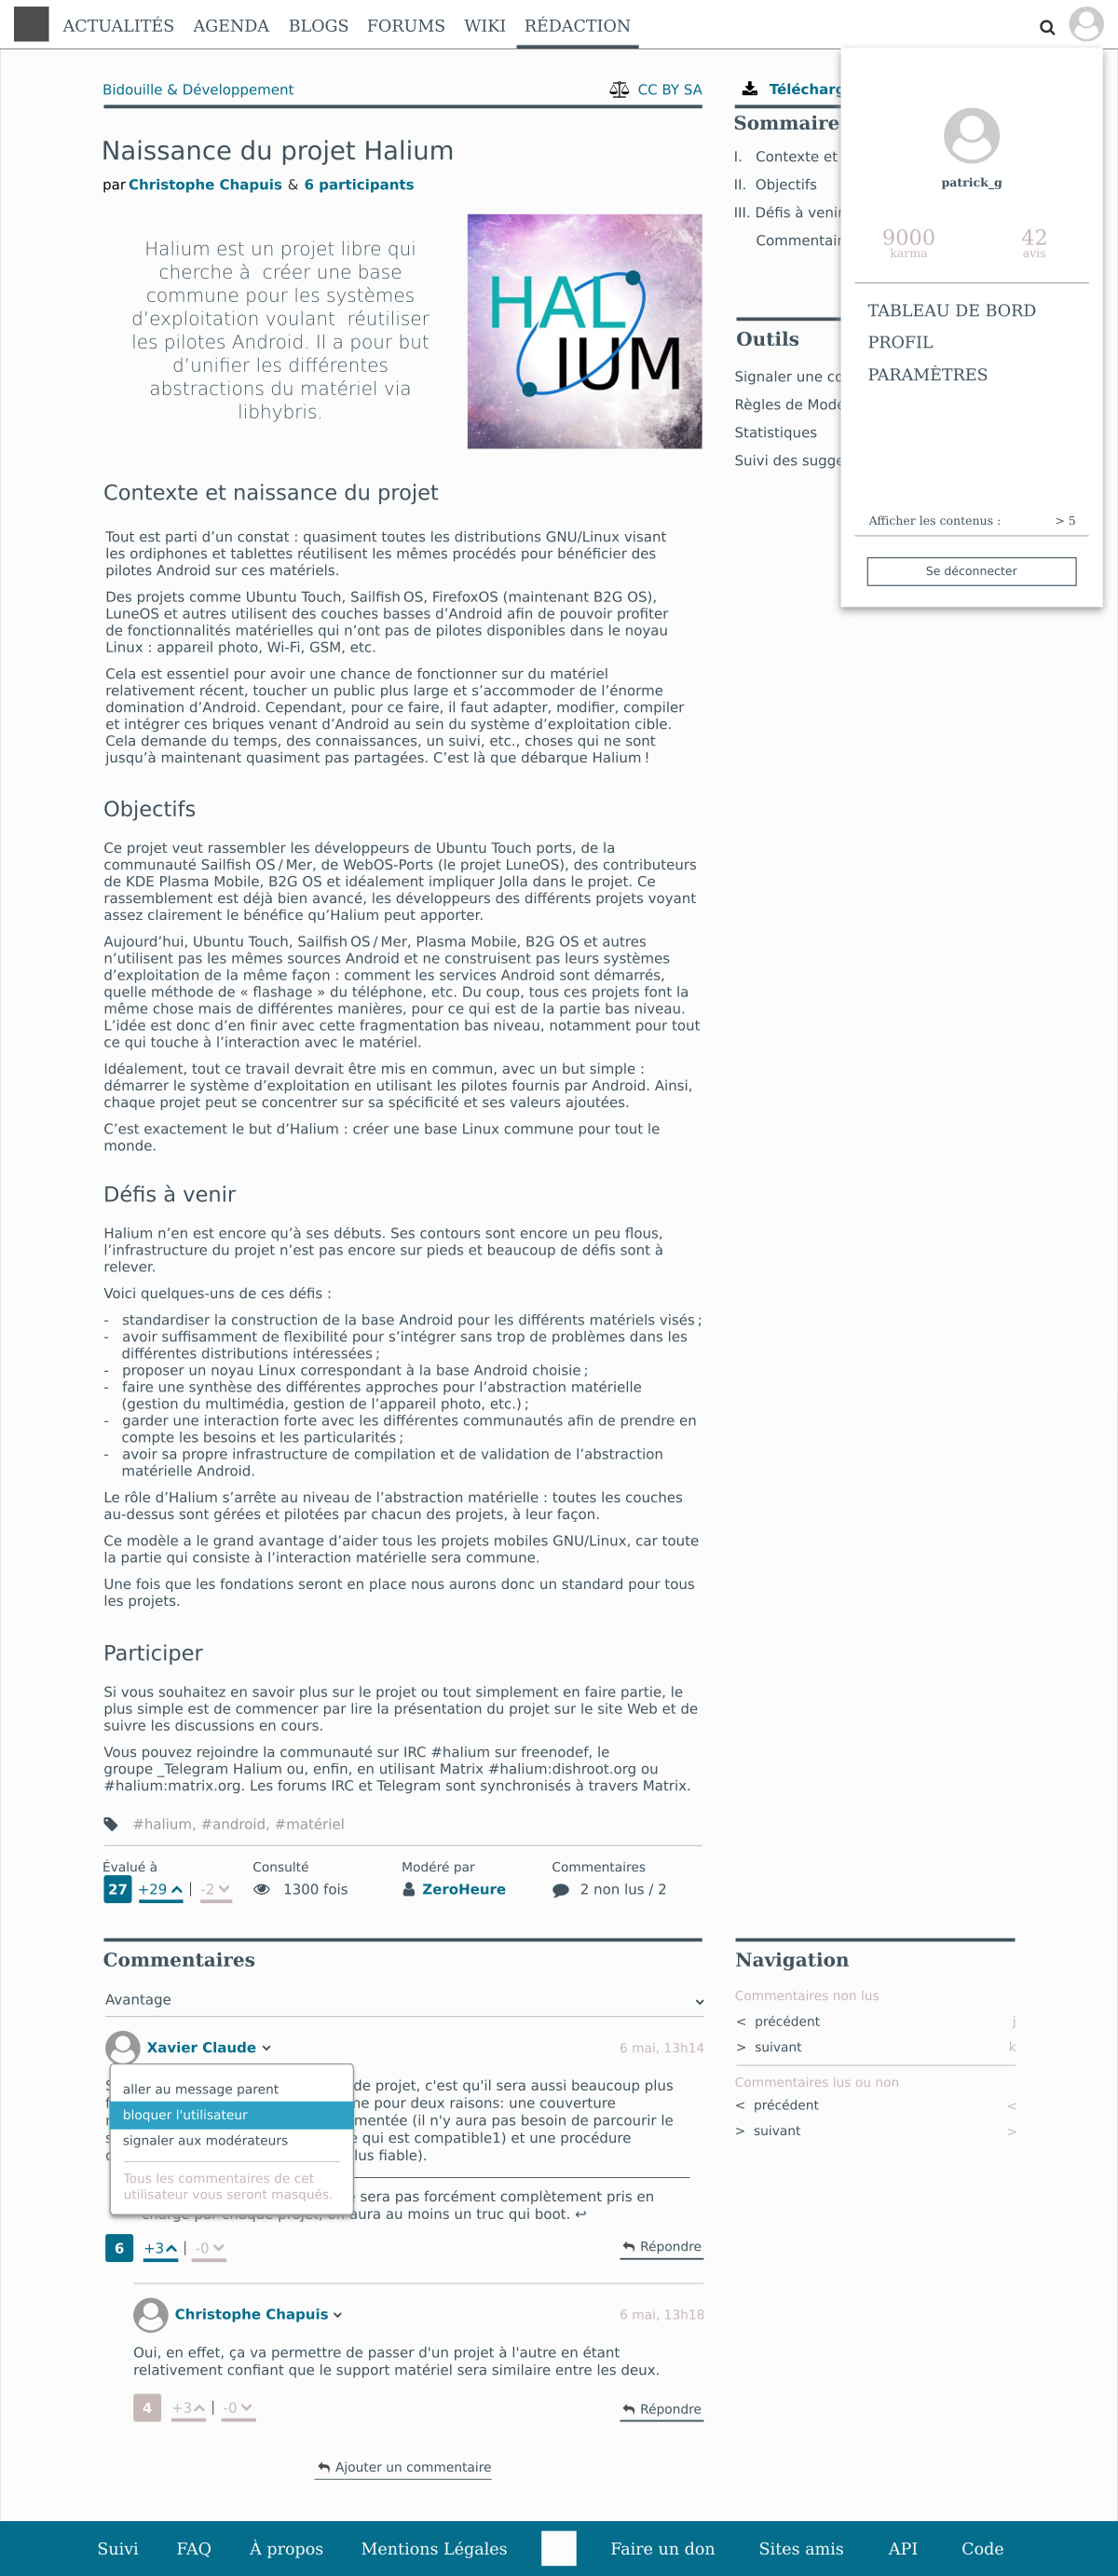 ACTUALITÉS AGENDA BLOGS FORUMS WIKI RÉDACTION
Bidouille & Développement CC BY SA
Naissance du projet Halium
par Christophe Chapuis & 6 participants
Halium est un projet libre qui
cherche à créer une base
commune pour les systèmes
d’exploitation voulant réutiliser
les pilotes Android. Il a pour but
d’unifier les différentes
abstractions du matériel via
libhybris.
HAL
IUM
Contexte et naissance du projet
Tout est parti d’un constat : quasiment toutes les distributions GNU/Linux visant
les ordiphones et tablettes réutilisent les mêmes procédés pour bénéficier des
pilotes Android sur ces matériels.
Des projets comme Ubuntu Touch, Sailfish OS, FirefoxOS (maintenant B2G OS),
LuneOS et autres utilisent des couches basses d’Android afin de pouvoir profiter
de fonctionnalités matérielles qui n’ont pas de pilotes disponibles dans le noyau
Linux : appareil photo, Wi-Fi, GSM, etc.
Cela est essentiel pour avoir une chance de fonctionner sur du matériel
relativement récent, toucher un public plus large et s’accommoder de l’énorme
domination d’Android. Cependant, pour ce faire, il faut adapter, modifier, compiler
et intégrer ces briques venant d’Android au sein du système d’exploitation cible.
Cela demande du temps, des connaissances, un suivi, etc., choses qui ne sont
jusqu’à maintenant quasiment pas partagées. C’est là que débarque Halium !
Objectifs
Ce projet veut rassembler les développeurs de Ubuntu Touch ports, de la
communauté Sailfish OS / Mer, de WebOS-Ports (le projet LuneOS), des contributeurs
de KDE Plasma Mobile, B2G OS et idéalement impliquer Jolla dans le projet. Ce
rassemblement est déjà bien avancé, les développeurs des différents projets voyant
assez clairement le bénéfice qu’Halium peut apporter.
Aujourd’hui, Ubuntu Touch, Sailfish OS / Mer, Plasma Mobile, B2G OS et autres
n’utilisent pas les mêmes sources Android et ne construisent pas leurs systèmes
d’exploitation de la même façon : comment les services Android sont démarrés,
quelle méthode de « flashage » du téléphone, etc. Du coup, tous ces projets font la
même chose mais de différentes manières, pour ce qui est de la partie bas niveau.
L’idée est donc d’en finir avec cette fragmentation bas niveau, notamment pour tout
ce qui touche à l’interaction avec le matériel.
Idéalement, tout ce travail devrait être mis en commun, avec un but simple :
démarrer le système d’exploitation en utilisant les pilotes fournis par Android. Ainsi,
chaque projet peut se concentrer sur sa spécificité et ses valeurs ajoutées.
C’est exactement le but d’Halium : créer une base Linux commune pour tout le
monde.
Défis à venir
Halium n’en est encore qu’à ses débuts. Ses contours sont encore un peu flous,
l’infrastructure du projet n’est pas encore sur pieds et beaucoup de défis sont à
relever.
Voici quelques-uns de ces défis :
- standardiser la construction de la base Android pour les différents matériels visés ;
- avoir suffisamment de flexibilité pour s’intégrer sans trop de problèmes dans les
différentes distributions intéressées ;
- proposer un noyau Linux correspondant à la base Android choisie ;
- faire une synthèse des différentes approches pour l’abstraction matérielle
(gestion du multimédia, gestion de l’appareil photo, etc.) ;
- garder une interaction forte avec les différentes communautés afin de prendre en
compte les besoins et les particularités ;
- avoir sa propre infrastructure de compilation et de validation de l’abstraction
matérielle Android.
Le rôle d’Halium s’arrête au niveau de l’abstraction matérielle : toutes les couches
au-dessus sont gérées et pilotées par chacun des projets, à leur façon.
Ce modèle a le grand avantage d’aider tous les projets mobiles GNU/Linux, car toute
la partie qui consiste à l’interaction matérielle sera commune.
Une fois que les fondations seront en place nous aurons donc un standard pour tous
les projets.
Participer
Si vous souhaitez en savoir plus sur le projet ou tout simplement en faire partie, le
plus simple est de commencer par lire la présentation du projet sur le site Web et de
suivre les discussions en cours.
Vous pouvez rejoindre la communauté sur IRC #halium sur freenodef, le
groupe _Telegram Halium ou, enfin, en utilisant Matrix #halium:dishroot.org ou
#halium:matrix.org. Les forums IRC et Telegram sont synchronisés à travers Matrix.
#halium, #android, #matériel
Évalué à Consulté Modéré par Commentaires
27 +29 | -2 1300 fois ZeroHeure 2 non lus / 2
Télécharg
Sommaire
I. Contexte et
II. Objectifs
III. Défis à venir
Commentair
Outils
Signaler une co
Règles de Mode
Statistiques
Suivi des sugge
patrick_g
9000 42
karma avis
TABLEAU DE BORD
PROFIL
PARAMÈTRES
Afficher les contenus : > 5
Se déconnecter
Commentaires
Avantage
Xavier Claude 6 mai, 13h14
aller au message parent
bloquer l'utilisateur
signaler aux modérateurs
Tous les commentaires de cet
utilisateur vous seront masqués.
de projet, c'est qu'il sera aussi beaucoup plus
ne pour deux raisons: une couverture
mentée (il n'y aura pas besoin de parcourir le
e qui est compatible1) et une procédure
lus fiable).
e sera pas forcément complètement pris en
charge par chaque projet, on aura au moins un truc qui boot. ↩
6 +3 | -0 Répondre
Christophe Chapuis 6 mai, 13h18
Oui, en effet, ça va permettre de passer d'un projet à l'autre en étant
relativement confiant que le support matériel sera similaire entre les deux.
4 +3 | -0 Répondre
Ajouter un commentaire
Navigation
Commentaires non lus
< précédent j
> suivant k
Commentaires lus ou non
< précédent <
> suivant >
Suivi FAQ À propos Mentions Légales Faire un don Sites amis API Code